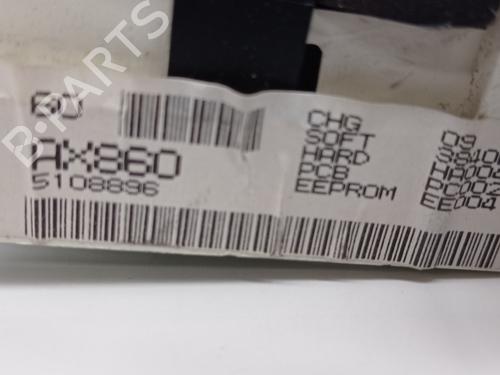 B-PARTS
AX860
5108896
CHG 09
SOFT
HARD HA004
PCB PC002
EEPROM EE004